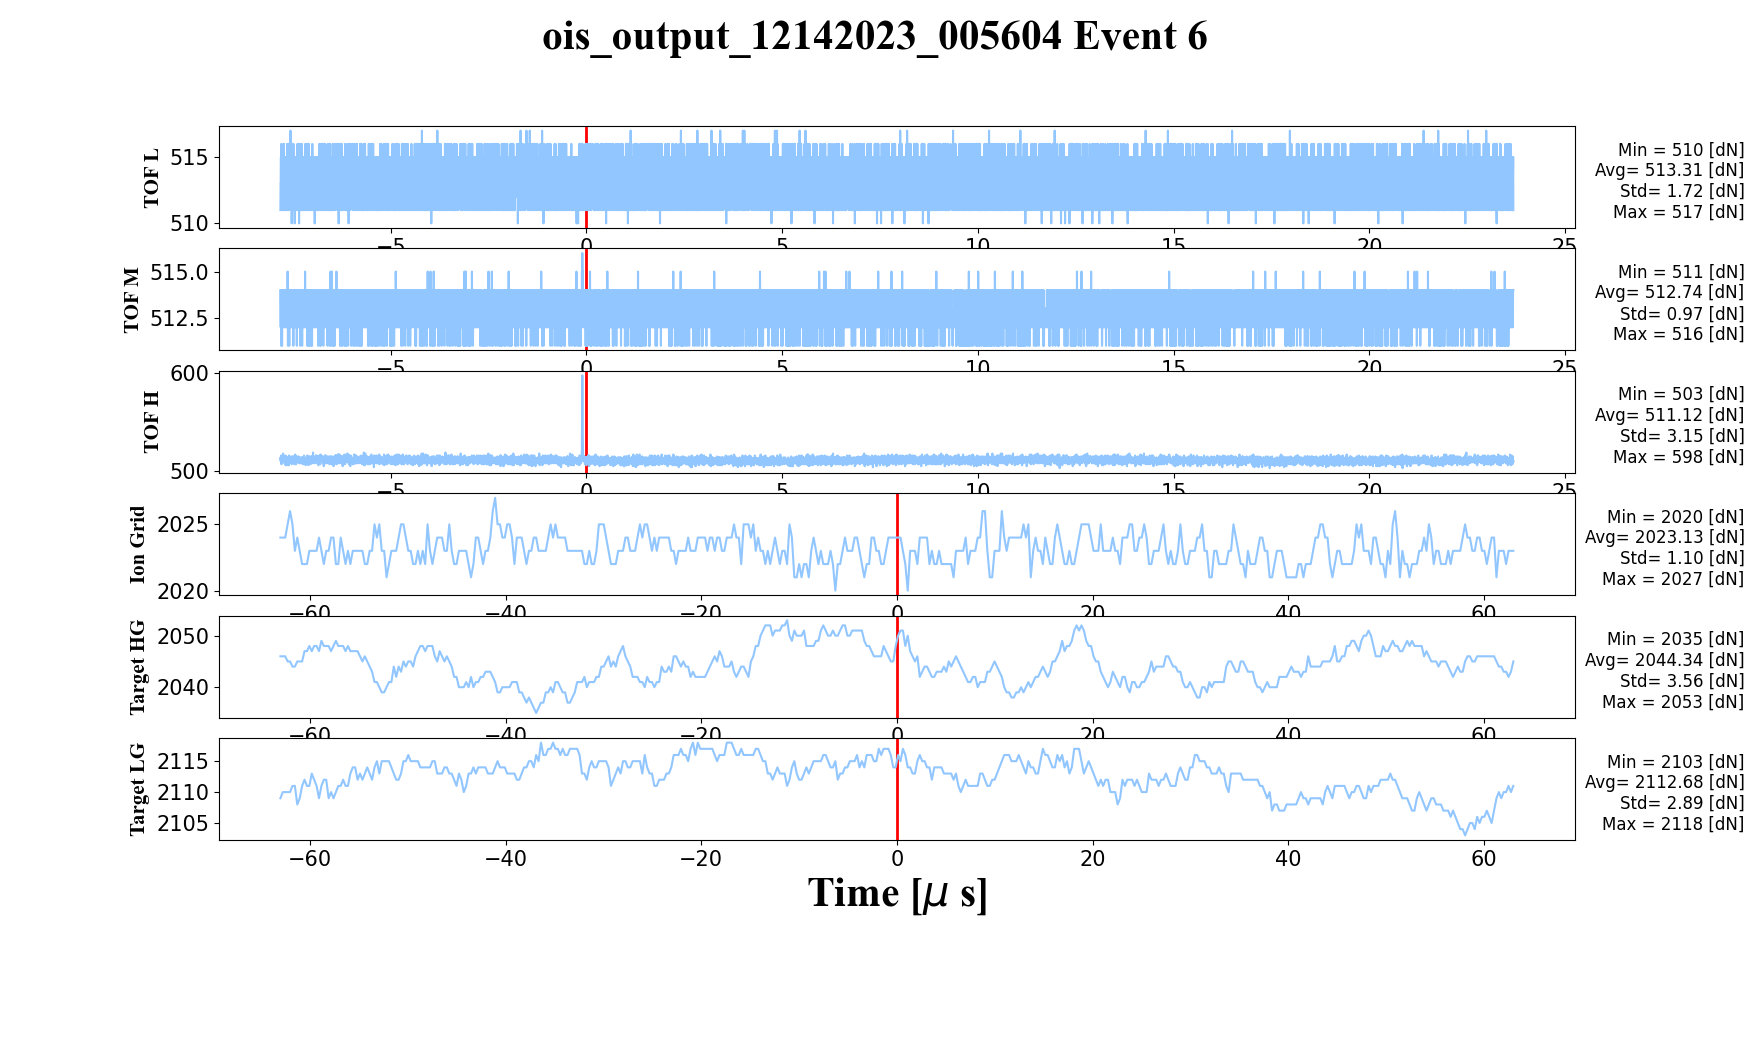 ois_output_12142023_005604 Event 6
TOF L
515
510
−5 0 5 10 15 20 25
Min = 510 [dN]
Avg= 513.31 [dN]
Std= 1.72 [dN]
Max = 517 [dN]
TOF M
515.0
512.5
−5 0 5 10 15 20 25
Min = 511 [dN]
Avg= 512.74 [dN]
Std= 0.97 [dN]
Max = 516 [dN]
TOF H
600
500
−5 0 5 10 15 20 25
Min = 503 [dN]
Avg= 511.12 [dN]
Std= 3.15 [dN]
Max = 598 [dN]
Ion Grid
2025
2020
−60 −40 −20 0 20 40 60
Min = 2020 [dN]
Avg= 2023.13 [dN]
Std= 1.10 [dN]
Max = 2027 [dN]
Target HG
2050
2040
−60 −40 −20 0 20 40 60
Min = 2035 [dN]
Avg= 2044.34 [dN]
Std= 3.56 [dN]
Max = 2053 [dN]
Target LG
2115
2110
2105
−60 −40 −20 0 20 40 60
Min = 2103 [dN]
Avg= 2112.68 [dN]
Std= 2.89 [dN]
Max = 2118 [dN]
Time [μ s]